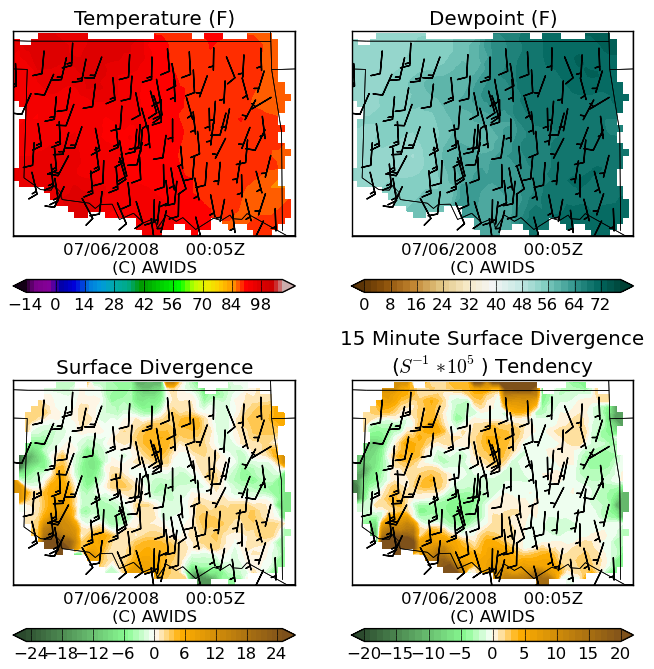 Temperature (F)
Dewpoint (F)
07/06/2008 00:05Z
(C) AWIDS
07/06/2008 00:05Z
(C) AWIDS
−14 0 14 28 42 56 70 84 98
0 8 16 24 32 40 48 56 64 72
Surface Divergence
15 Minute Surface Divergence
(S⁻¹ *10⁵ ) Tendency
07/06/2008 00:05Z
(C) AWIDS
07/06/2008 00:05Z
(C) AWIDS
−24 −18 −12 −6 0 6 12 18 24
−20 −15 −10 −5 0 5 10 15 20